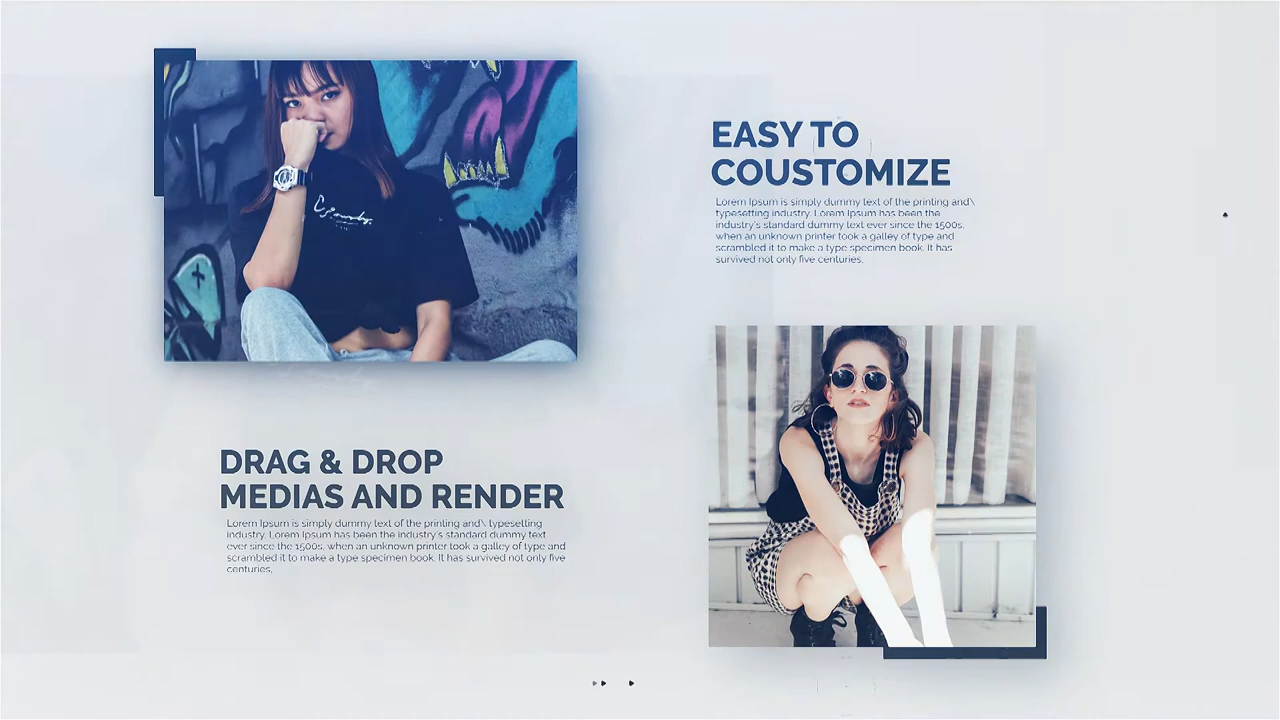 EASY TO
COUSTOMIZE
Lorem Ipsum is simply dummy text of the printing and\
typesetting industry. Lorem Ipsum has been the
industry's standard dummy text ever since the 1500s,
when an unknown printer took a galley of type and
scrambled it to make a type specimen book. It has
survived not only five centuries,
DRAG & DROP
MEDIAS AND RENDER
Lorem Ipsum is simply dummy text of the printing and\ typesetting
industry. Lorem Ipsum has been the industry's standard dummy text
ever since the 1500s, when an unknown printer took a galley of type and
scrambled it to make a type specimen book. It has survived not only five
centuries,